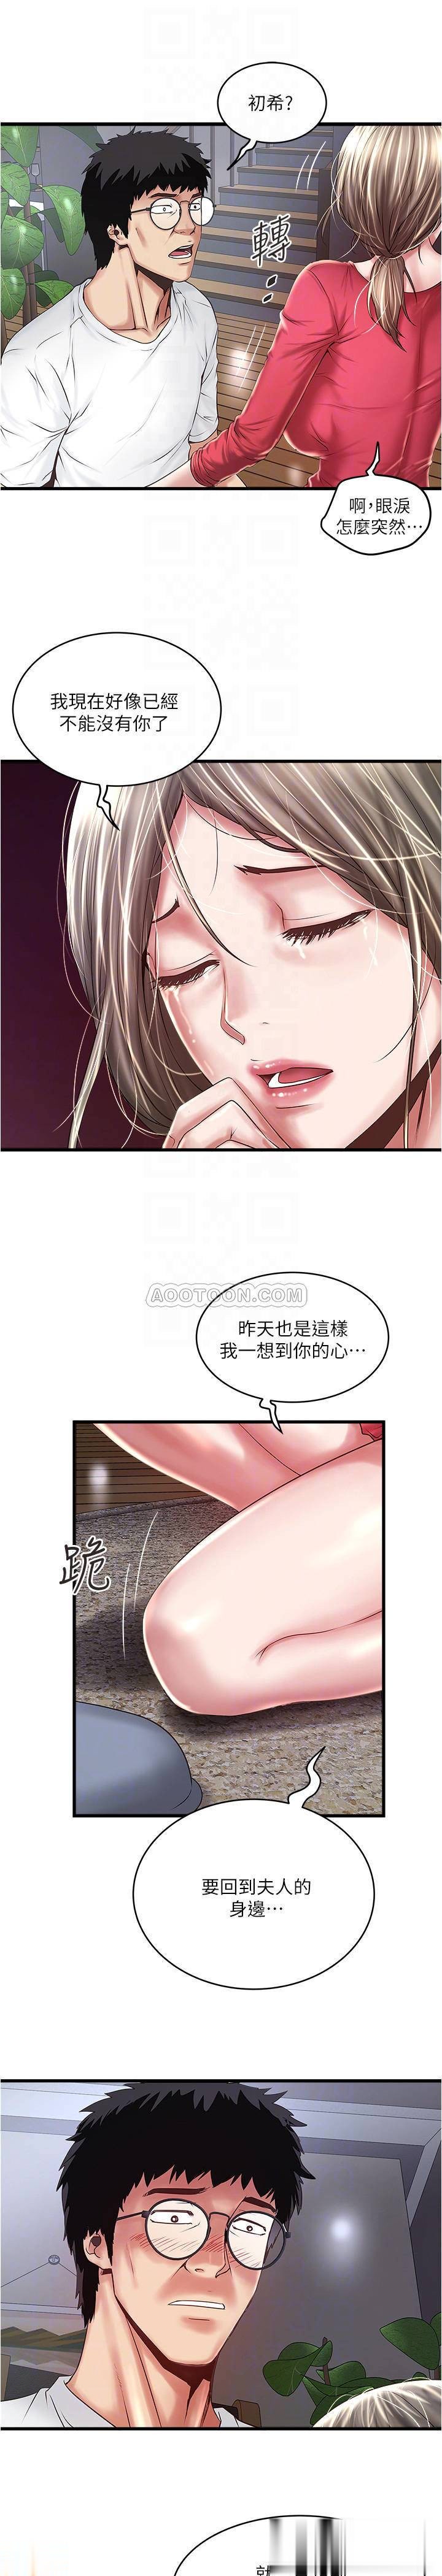 初希?
轉
啊,眼淚
怎麼突然⋯
我現在好像已經
不能沒有你了
AOOTOON.COM
昨天也是這樣
我一想到你的心⋯
跪
要回到夫人的
身邊⋯